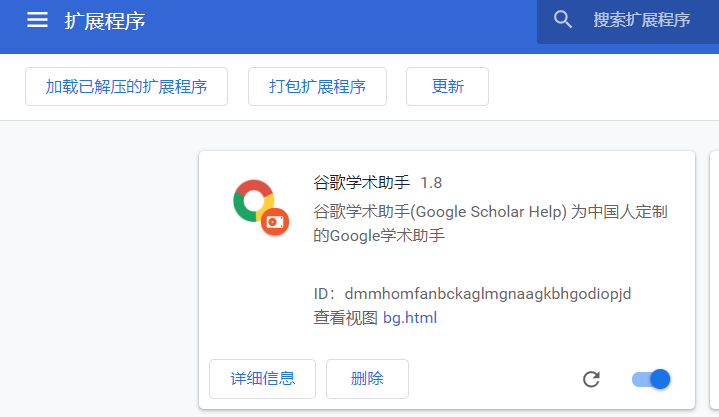 扩展程序
搜索扩展程序
加载已解压的扩展程序
打包扩展程序
更新
谷歌学术助手 1.8
谷歌学术助手(Google Scholar Help) 为中国人定制
的Google学术助手
ID：dmmhomfanbckaglmgnaagkbhgodiopjd
查看视图 bg.html
详细信息
删除